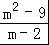 m² − 9
m − 2